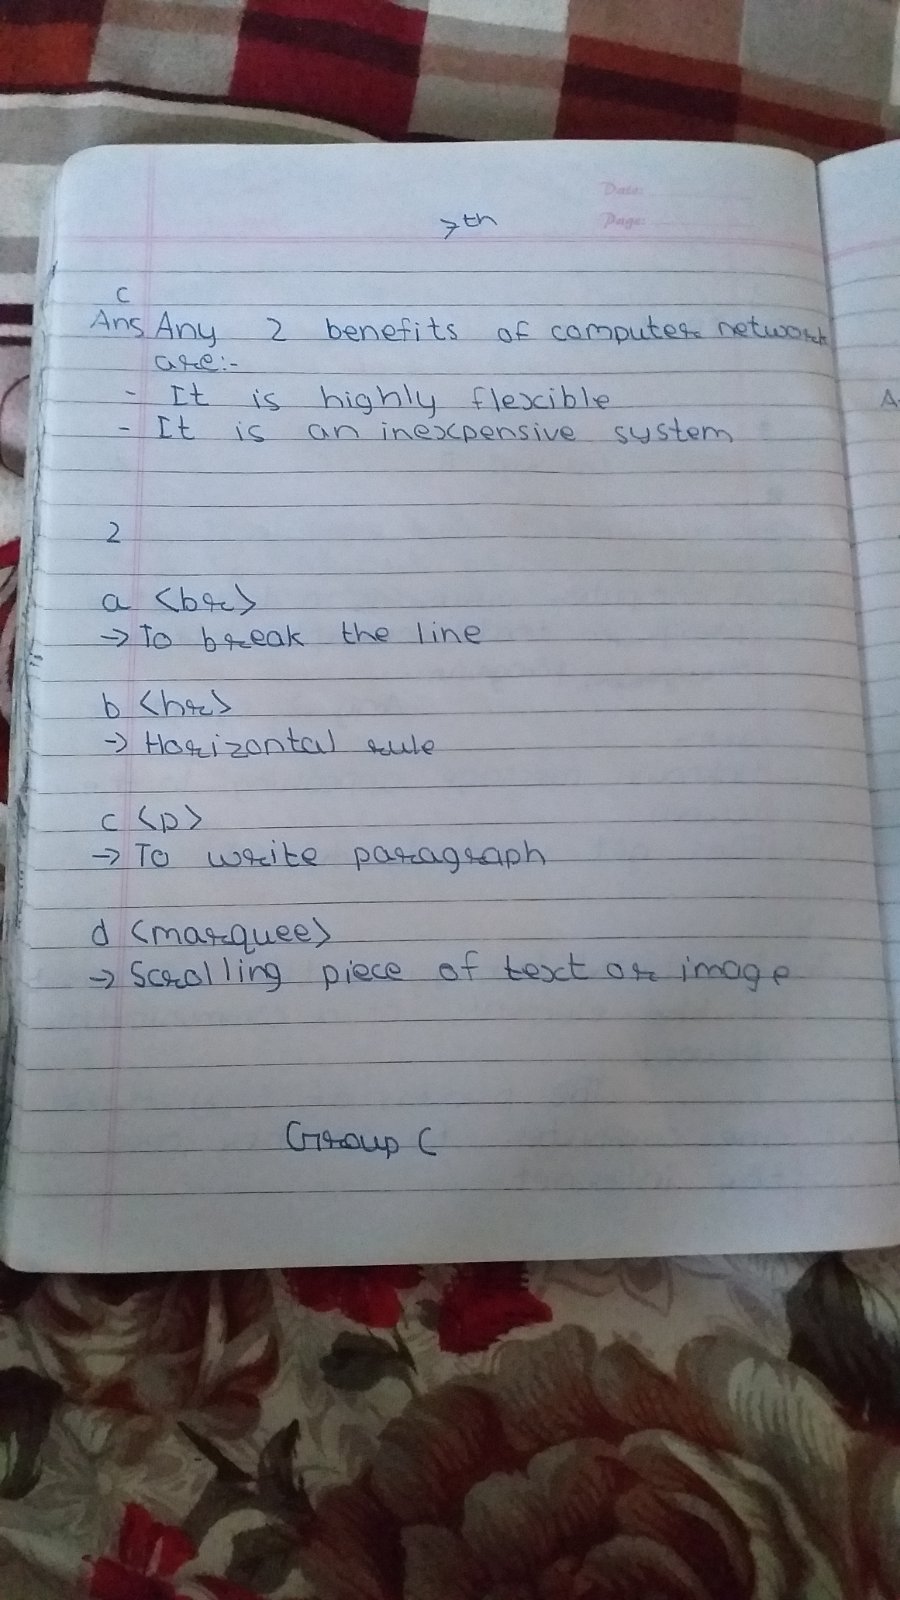 Date:
Page:
7th
c
Ans Any 2 benefits of computer network
are:-
- It is highly flexible
- It is an inexpensive system
2
a <br>
→ To break the line
b <hr>
→ Horizontal rule
c <p>
→ To write paragraph
d <marquee>
→ Scrolling piece of text or image
Group C
A